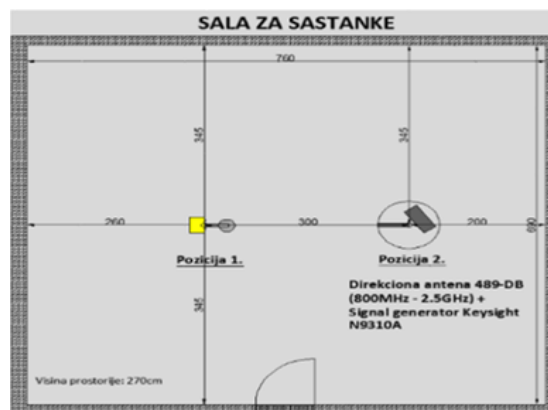 SALA ZA SASTANKE
760
345
345
260
300
200
690
Pozicija 1.
Pozicija 2.
Direkciona antena 489-DB
(800MHz - 2.5GHz) +
Signal generator Keysight
N9310A
345
Visina prostorije: 270cm